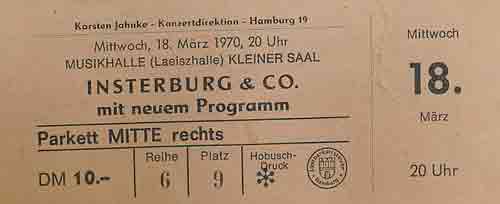 Karsten Jahnke - Konzertdirektion - Hamburg 19
Mittwoch, 18. März 1970, 20 Uhr
MUSIKHALLE (Laeiszhalle) KLEINER SAAL
INSTERBURG & CO.
mit neuem Programm
Parkett MITTE rechts
DM 10.-
Reihe
6
Platz
9
Hobusch-
Druck
Mittwoch
18.
März
20 Uhr